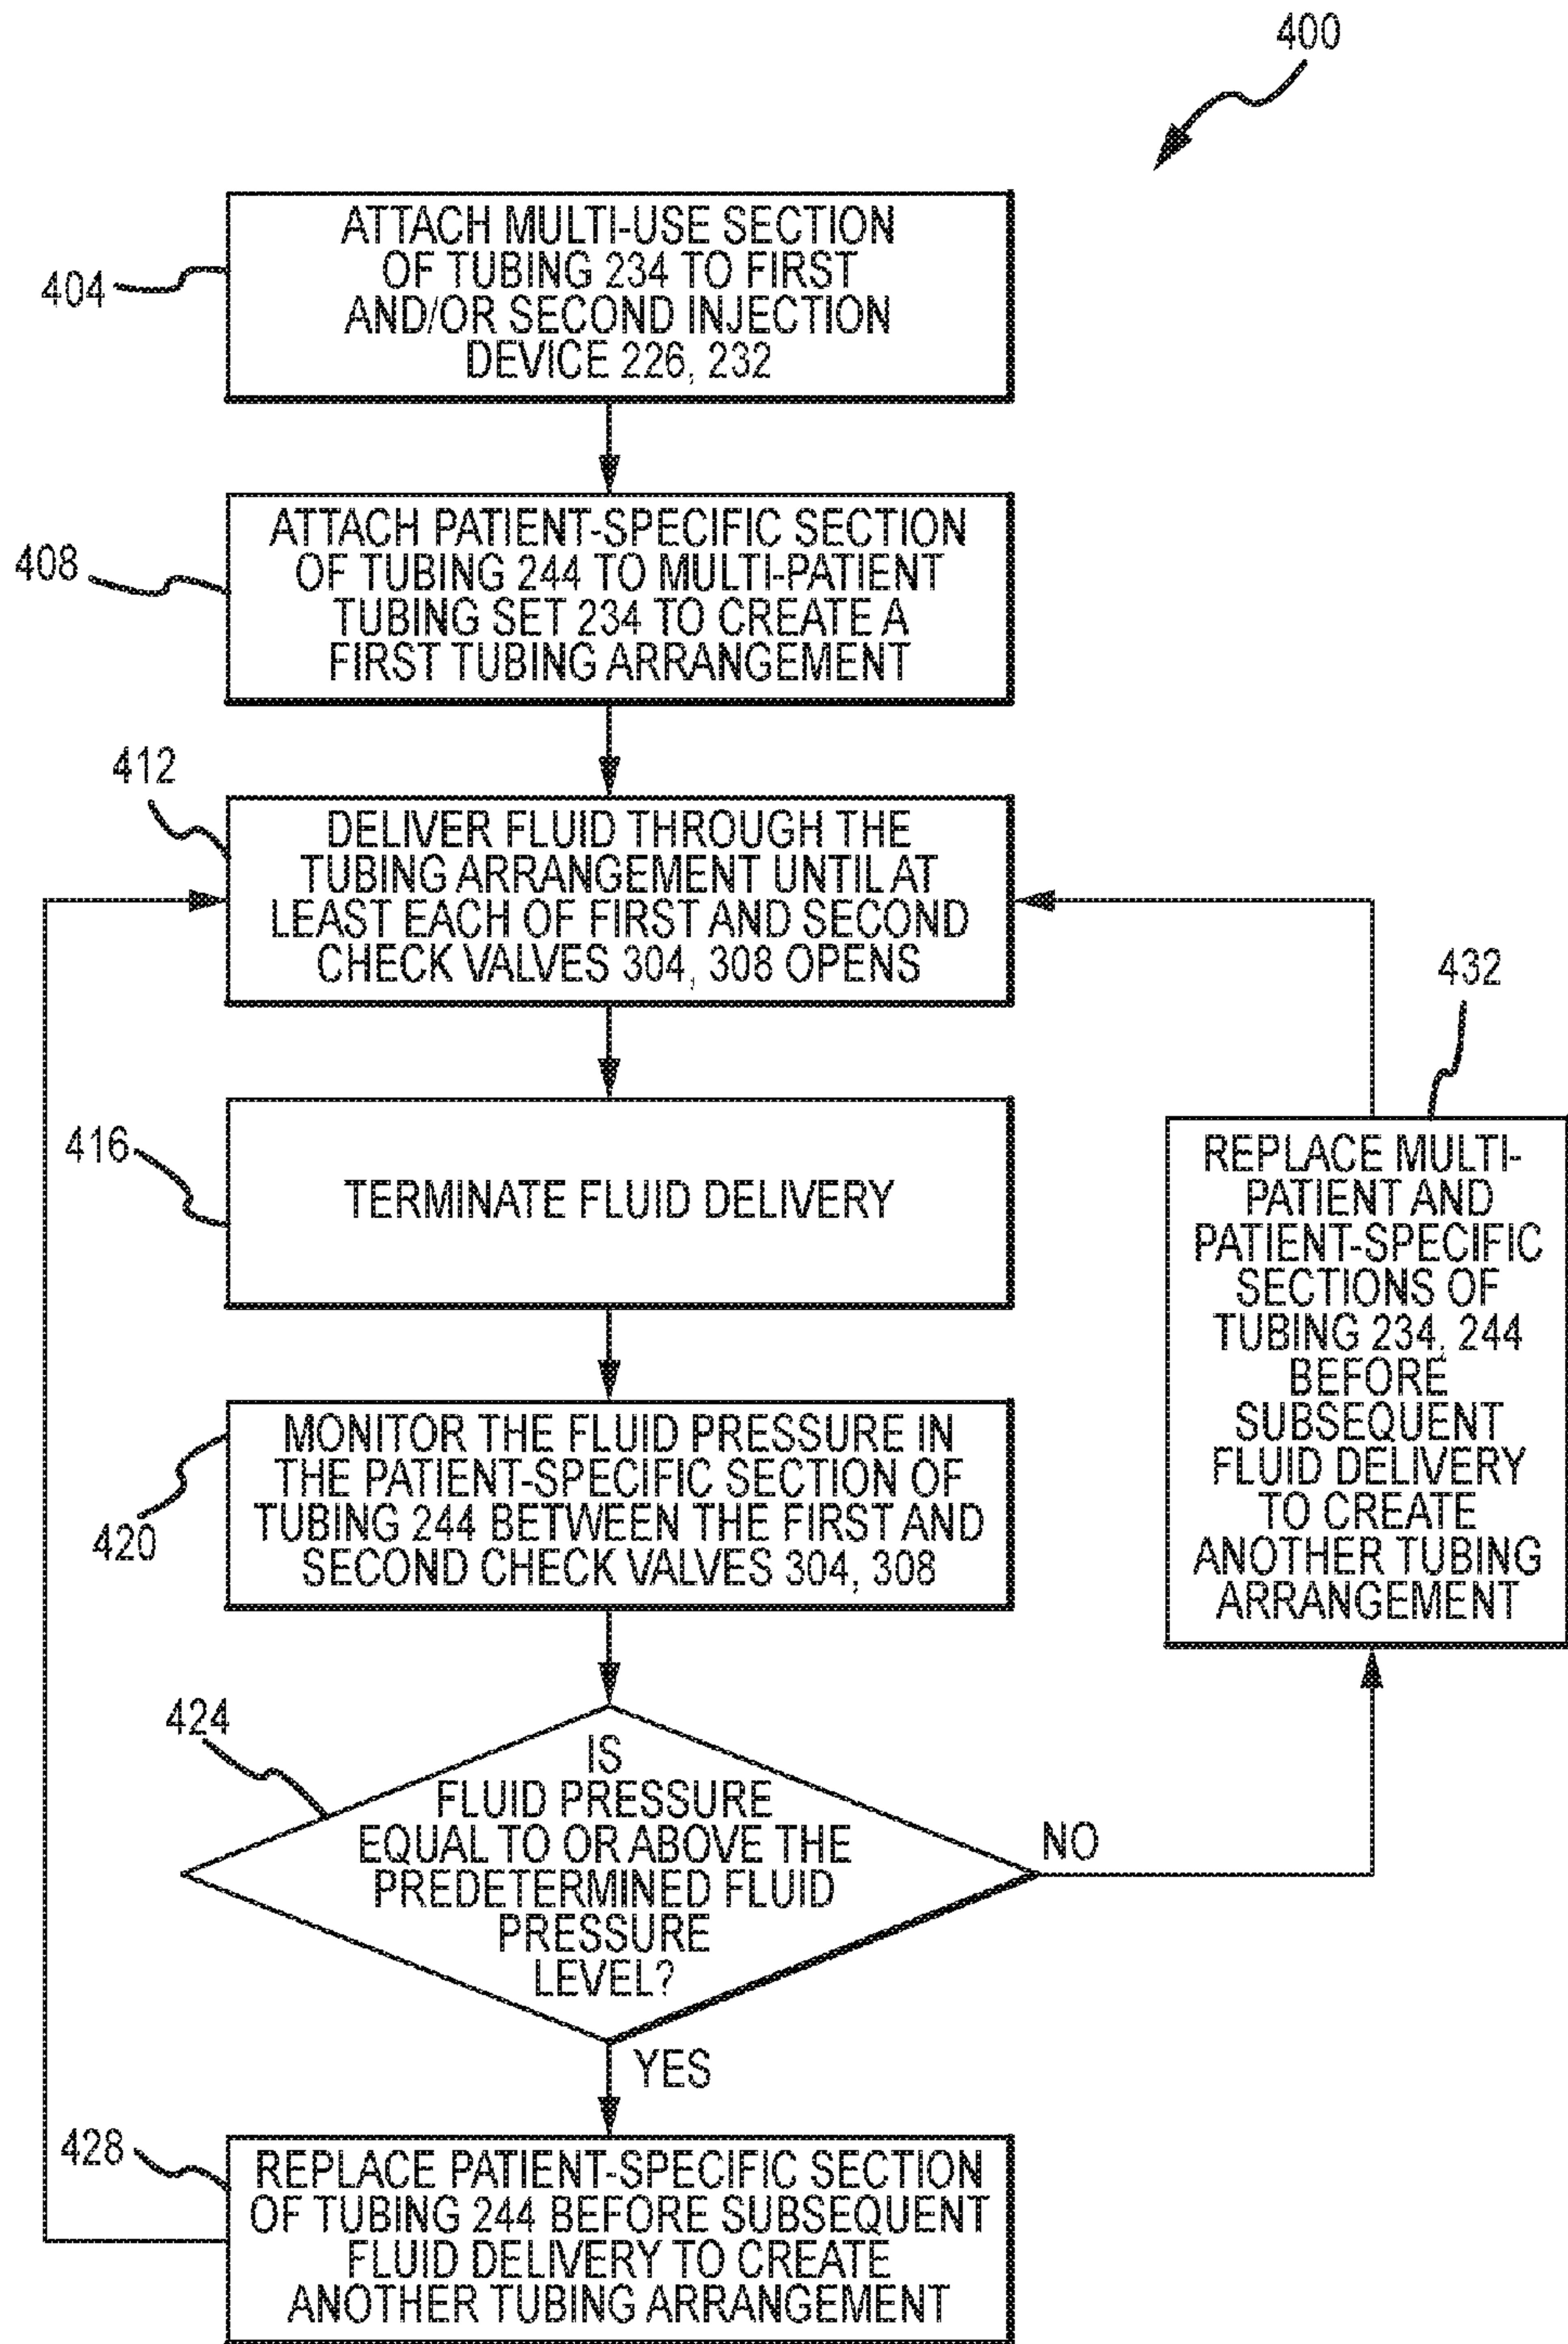 400
404
ATTACH MULTI-USE SECTION
OF TUBING 234 TO FIRST
AND/OR SECOND INJECTION
DEVICE 226, 232
408
ATTACH PATIENT-SPECIFIC SECTION
OF TUBING 244 TO MULTI-PATIENT
TUBING SET 234 TO CREATE A
FIRST TUBING ARRANGEMENT
412
DELIVER FLUID THROUGH THE
TUBING ARRANGEMENT UNTIL AT
LEAST EACH OF FIRST AND SECOND
CHECK VALVES 304, 308 OPENS
416
TERMINATE FLUID DELIVERY
432
REPLACE MULTI-
PATIENT AND
PATIENT-SPECIFIC
SECTIONS OF
TUBING 234, 244
BEFORE
SUBSEQUENT
FLUID DELIVERY
TO CREATE
ANOTHER TUBING
ARRANGEMENT
420
MONITOR THE FLUID PRESSURE IN
THE PATIENT-SPECIFIC SECTION OF
TUBING 244 BETWEEN THE FIRST AND
SECOND CHECK VALVES 304, 308
424
IS
FLUID PRESSURE
EQUAL TO OR ABOVE THE
PREDETERMINED FLUID
PRESSURE
LEVEL?
NO
YES
428
REPLACE PATIENT-SPECIFIC SECTION
OF TUBING 244 BEFORE SUBSEQUENT
FLUID DELIVERY TO CREATE
ANOTHER TUBING ARRANGEMENT